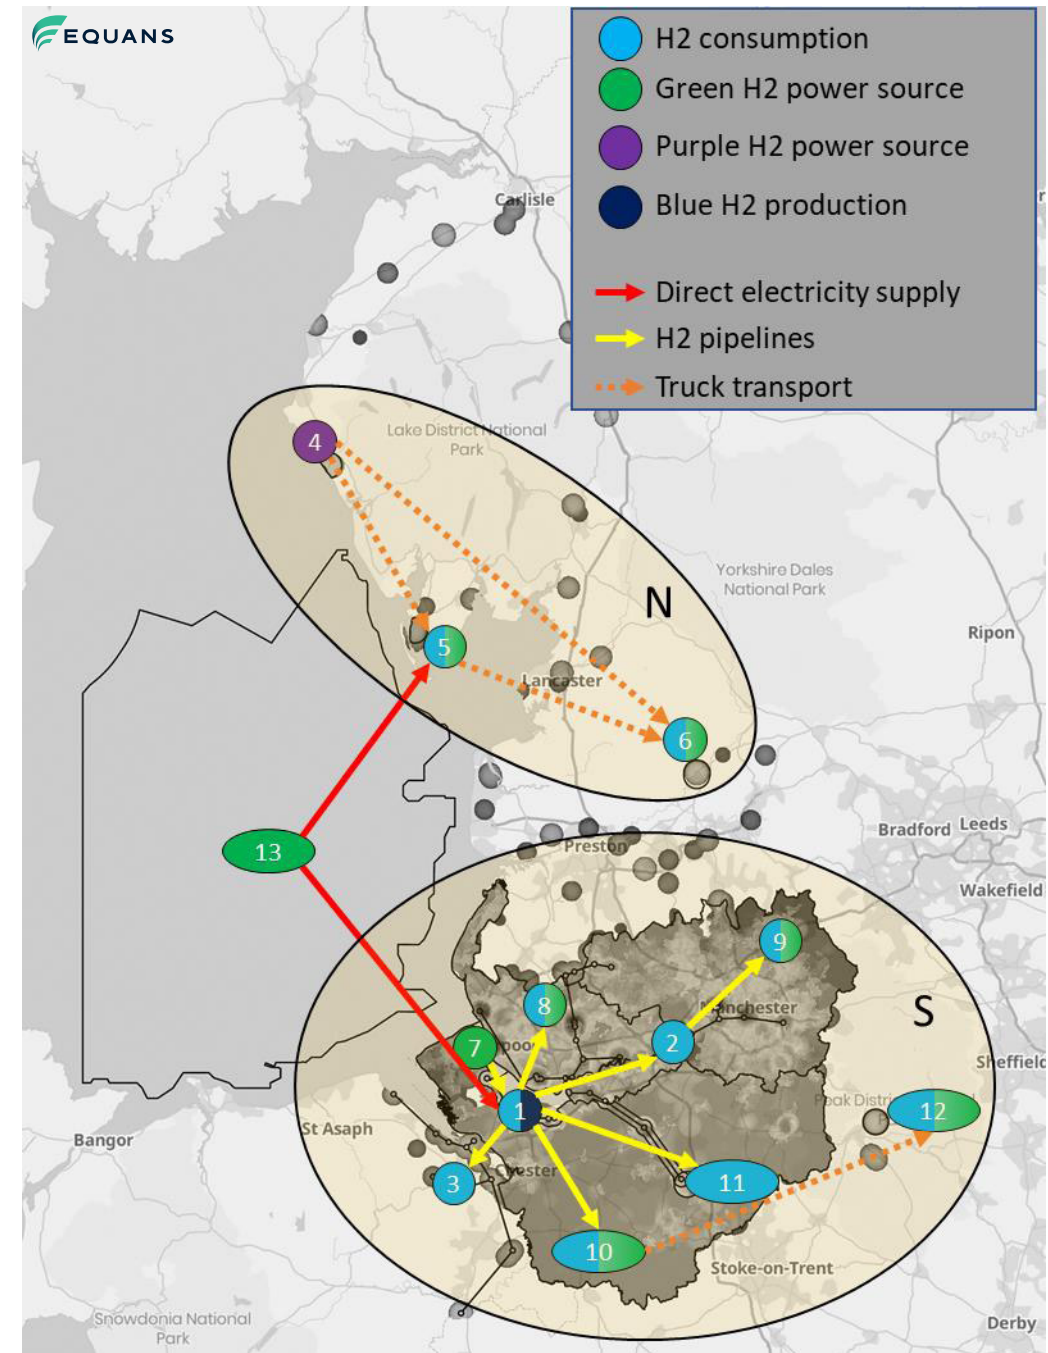 EQUANS
H2 consumption
Green H2 power source
Purple H2 power source
Blue H2 production
Direct electricity supply
H2 pipelines
Truck transport
Carlisle
4
Lake District National
Park
Yorkshire Dales
National Park
N
Ripon
5
Lancaster
6
13
Bradford
Leeds
Preston
Wakefield
9
8
Manchester
S
7
2
Sheffield
1
12
St Asaph
Bangor
Chester
3
11
10
Stoke-on-Trent
Snowdonia National
Park
Derby